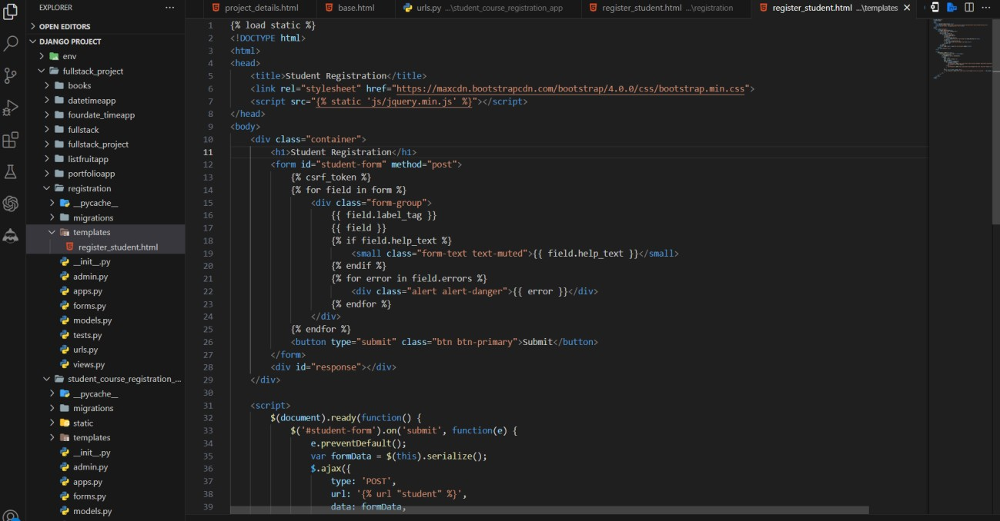 EXPLORER
...
OPEN EDITORS
DJANGO PROJECT
env
fullstack_project
books
datetimeapp
fourdate_timeapp
fullstack
fullstack_project
listfruitapp
portfolioapp
registration
__pycache__
migrations
templates
register_student.html
__init__.py
admin.py
apps.py
forms.py
models.py
tests.py
urls.py
views.py
student_course_registration_...
__pycache__
migrations
static
templates
__init__.py
admin.py
apps.py
forms.py
models.py
project_details.html
base.html
urls.py ...\student_course_registration_app
register_student.html ...\registration
register_student.html ...\templates
...
1 {% load static %}
2 <!DOCTYPE html>
3 <html>
4 <head>
5 <title>Student Registration</title>
6 <link rel="stylesheet" href="https://maxcdn.bootstrapcdn.com/bootstrap/4.0.0/css/bootstrap.min.css">
7 <script src="{% static 'js/jquery.min.js' %}"></script>
8 </head>
9 <body>
10 <div class="container">
11 <h1>Student Registration</h1>
12 <form id="student-form" method="post">
13 {% csrf_token %}
14 {% for field in form %}
15 <div class="form-group">
16 {{ field.label_tag }}
17 {{ field }}
18 {% if field.help_text %}
19 <small class="form-text text-muted">{{ field.help_text }}</small>
20 {% endif %}
21 {% for error in field.errors %}
22 <div class="alert alert-danger">{{ error }}</div>
23 {% endfor %}
24 </div>
25 {% endfor %}
26 <button type="submit" class="btn btn-primary">Submit</button>
27 </form>
28 <div id="response"></div>
29 </div>
30
31 <script>
32 $(document).ready(function() {
33 $('#student-form').on('submit', function(e) {
34 e.preventDefault();
35 var formData = $(this).serialize();
36 $.ajax({
37 type: 'POST',
38 url: '{% url "student" %}',
39 data: formData,